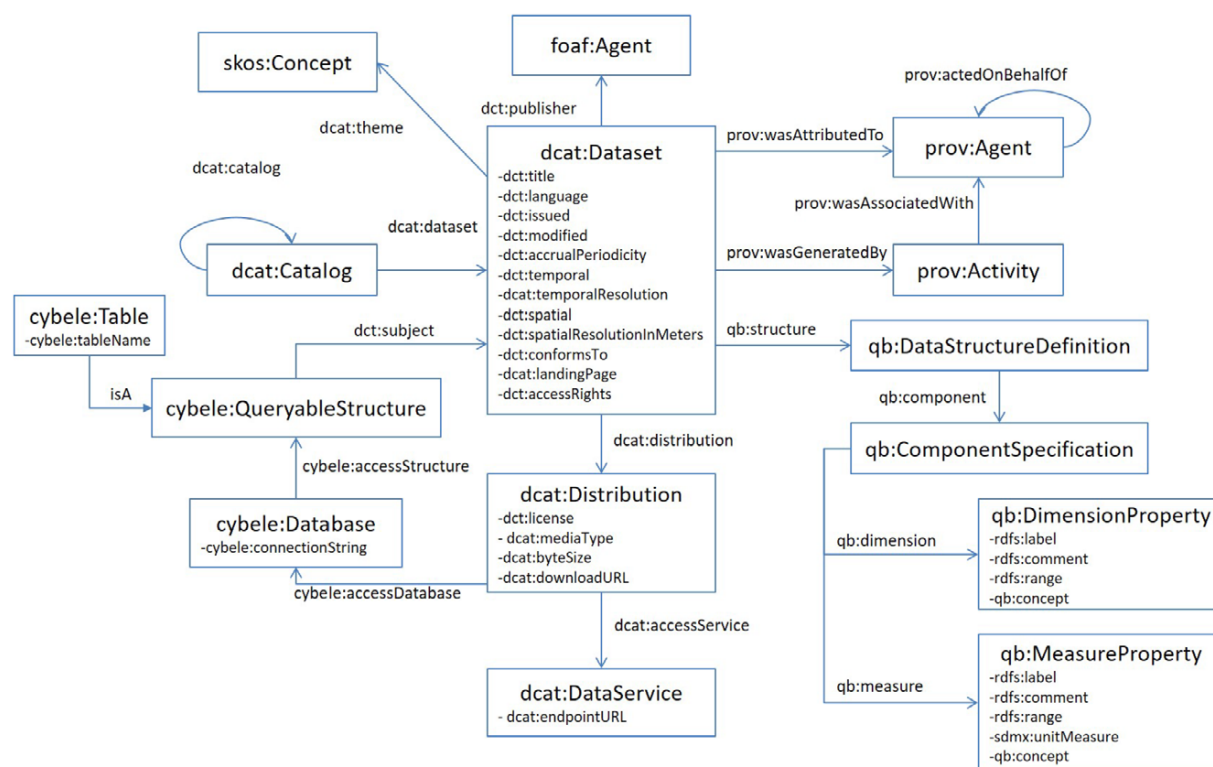 skos:Concept
foaf:Agent
prov:actedOnBehalfOf
dct:publisher
dcat:theme
dcat:Dataset
-dct:title
-dct:language
-dct:issued
-dct:modified
-dct:accrualPeriodicity
-dct:temporal
-dcat:temporalResolution
-dct:spatial
-dct:spatialResolutionInMeters
-dct:conformsTo
-dcat:landingPage
-dct:accessRights
prov:wasAttributedTo
prov:Agent
dcat:catalog
prov:wasAssociatedWith
dcat:dataset
dcat:Catalog
prov:wasGeneratedBy
prov:Activity
cybele:Table
-cybele:tableName
dct:subject
qb:structure
qb:DataStructureDefinition
isA
cybele:QueryableStructure
qb:component
dcat:distribution
qb:ComponentSpecification
cybele:accessStructure
dcat:Distribution
-dct:license
- dcat:mediaType
-dcat:byteSize
-dcat:downloadURL
cybele:Database
-cybele:connectionString
cybele:accessDatabase
qb:dimension
qb:DimensionProperty
-rdfs:label
-rdfs:comment
-rdfs:range
-qb:concept
dcat:accessService
dcat:DataService
- dcat:endpointURL
qb:measure
qb:MeasureProperty
-rdfs:label
-rdfs:comment
-rdfs:range
-sdmx:unitMeasure
-qb:concept